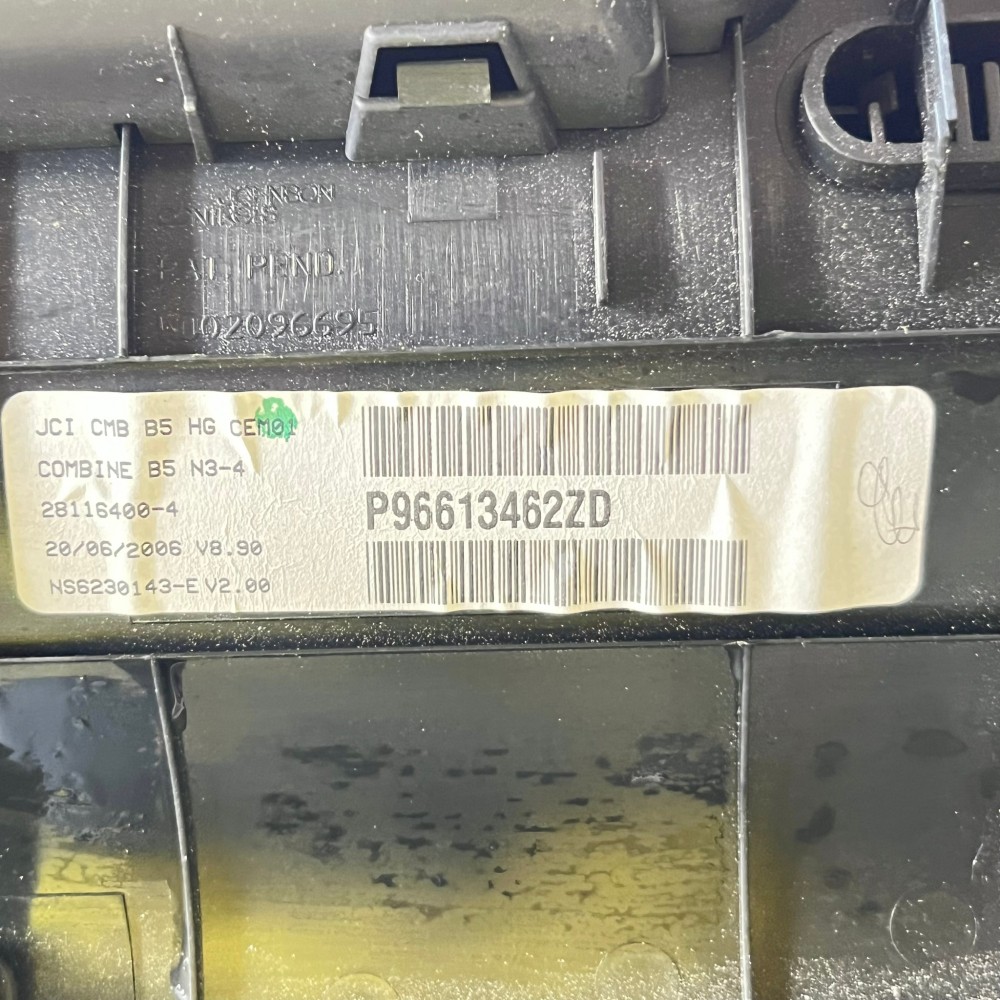 JOHNSON
CONTROLS
PAT. PEND.
W102096695
JCI CMB B5 HG CEM01
COMBINE B5 N3-4
28116400-4
20/06/2006 V8.90
NS6230143-E V2.00
P96613462ZD